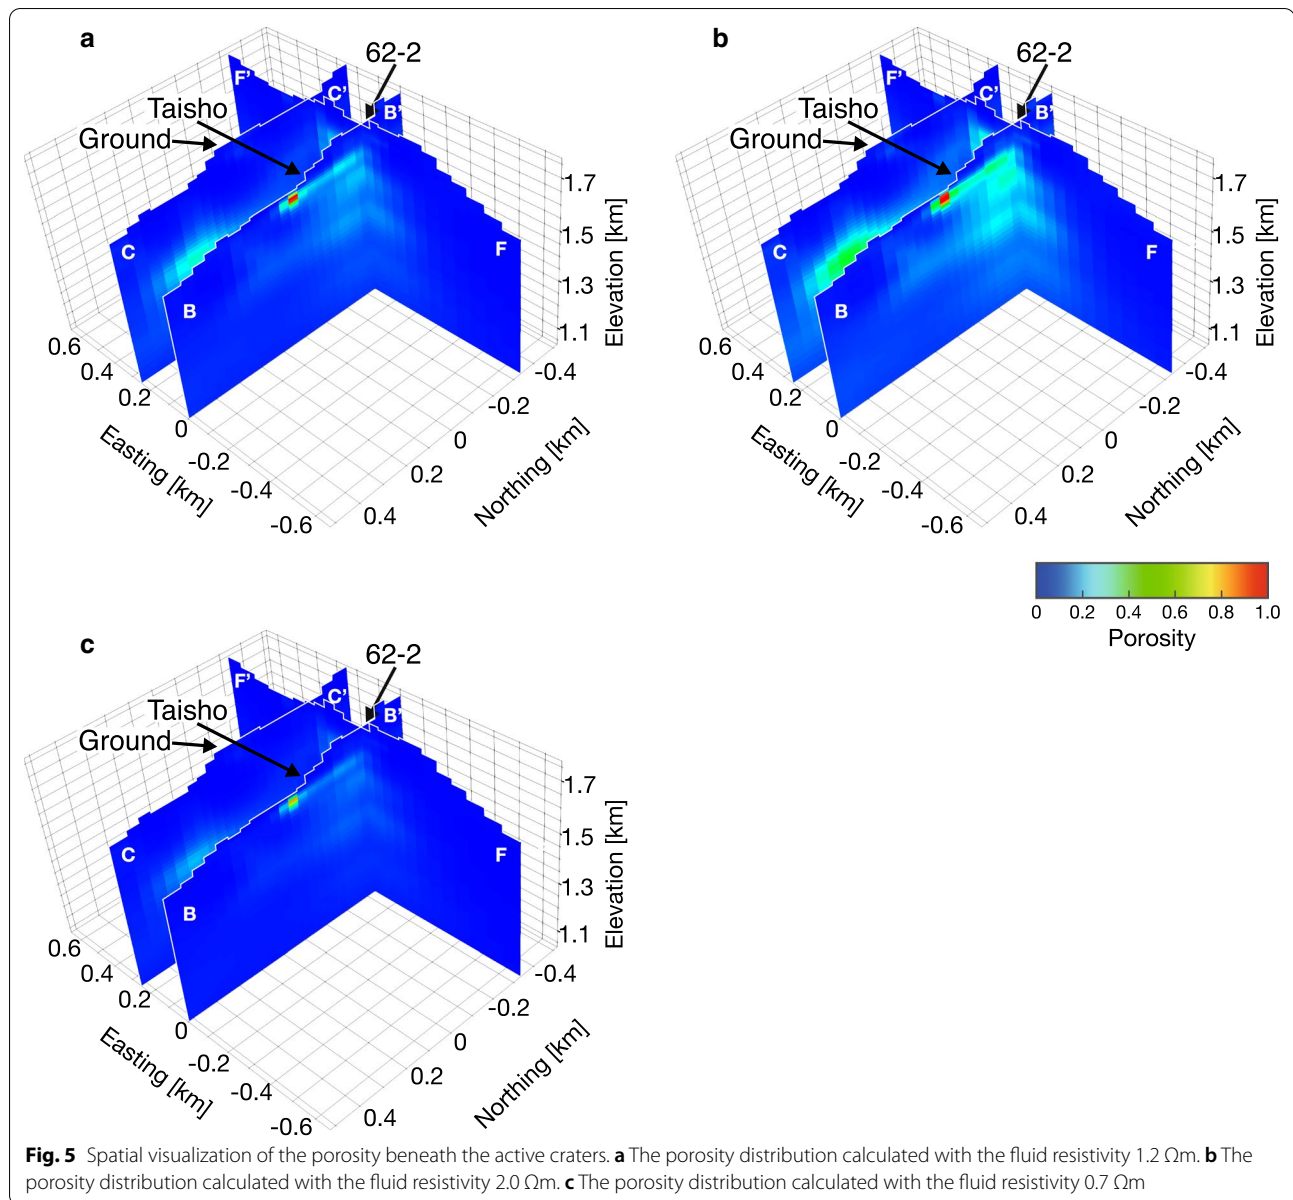 a
62-2
F'
C'
B'
Taisho
Ground
C
B
F
1.7
1.5
1.3
1.1
Elevation [km]
0.6
0.4
0.2
0
-0.2
-0.4
-0.6
Easting [km]
-0.4
-0.2
0
0.2
0.4
Northing [km]
b
62-2
F'
C'
B'
Taisho
Ground
C
B
F
1.7
1.5
1.3
1.1
Elevation [km]
0.6
0.4
0.2
0
-0.2
-0.4
-0.6
Easting [km]
-0.4
-0.2
0
0.2
0.4
Northing [km]
0 0.2 0.4 0.6 0.8 1.0
Porosity
c
62-2
F'
C'
B'
Taisho
Ground
C
B
F
1.7
1.5
1.3
1.1
Elevation [km]
0.6
0.4
0.2
0
-0.2
-0.4
-0.6
Easting [km]
-0.4
-0.2
0
0.2
0.4
Northing [km]
Fig. 5 Spatial visualization of the porosity beneath the active craters. a The porosity distribution calculated with the fluid resistivity 1.2 Ωm. b The
porosity distribution calculated with the fluid resistivity 2.0 Ωm. c The porosity distribution calculated with the fluid resistivity 0.7 Ωm